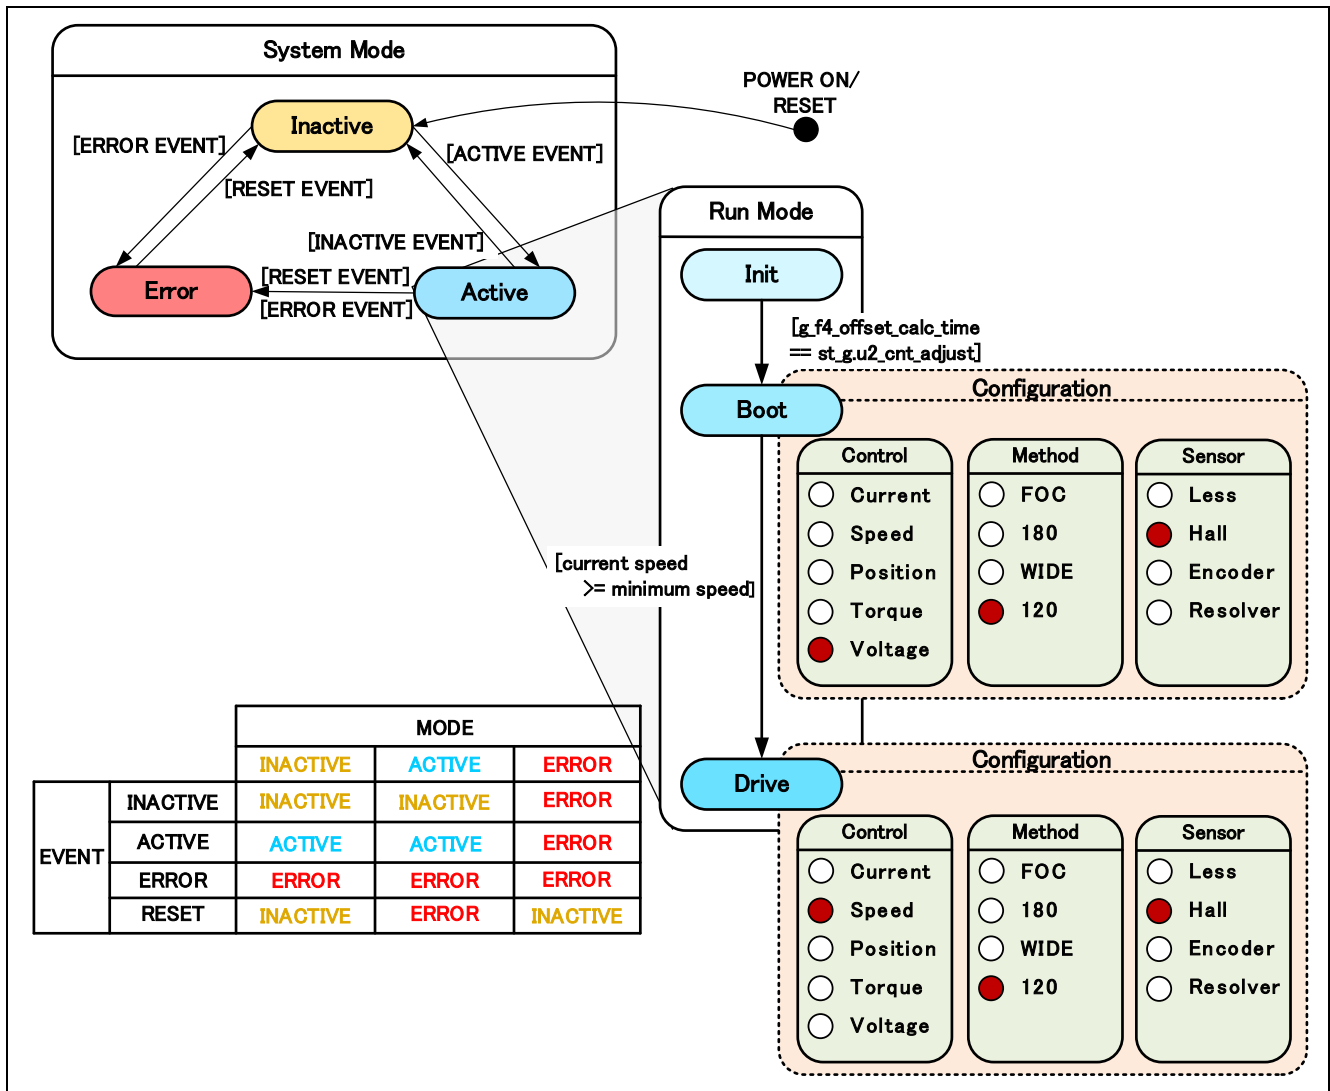 System Mode
POWER ON/
RESET
Inactive
[ERROR EVENT]
[ACTIVE EVENT]
[RESET EVENT]
[INACTIVE EVENT]
[RESET EVENT]
[ERROR EVENT]
Error
Active
Run Mode
Init
[g_f4_offset_calc_time
== st_g.u2_cnt_adjust]
Boot
Configuration
Control
Current
Speed
Position
Torque
Voltage
Method
FOC
180
WIDE
120
Sensor
Less
Hall
Encoder
Resolver
[current speed
>= minimum speed]
Drive
Configuration
Control
Current
Speed
Position
Torque
Voltage
Method
FOC
180
WIDE
120
Sensor
Less
Hall
Encoder
Resolver
MODE
INACTIVE ACTIVE ERROR
EVENT
INACTIVE INACTIVE INACTIVE ERROR
ACTIVE ACTIVE ACTIVE ERROR
ERROR ERROR ERROR ERROR
RESET INACTIVE ERROR INACTIVE